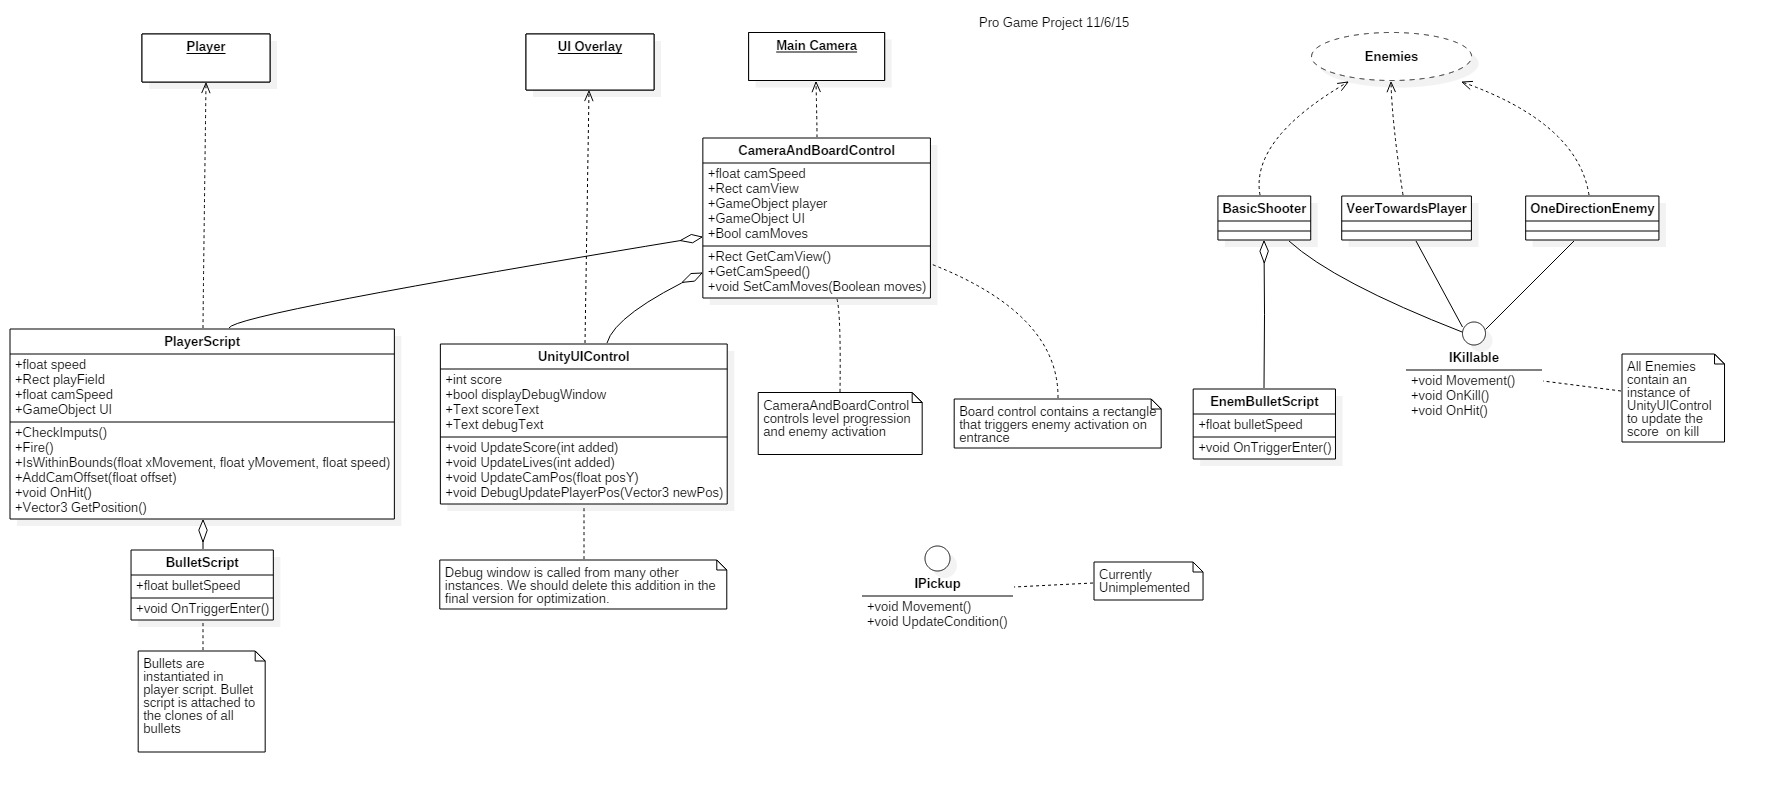 Pro Game Project 11/6/15
Player
UI Overlay
Main Camera
Enemies
CameraAndBoardControl
+float camSpeed
+Rect camView
+GameObject player
+GameObject UI
+Bool camMoves
+Rect GetCamView()
+GetCamSpeed()
+void SetCamMoves(Boolean moves)
BasicShooter
VeerTowardsPlayer
OneDirectionEnemy
PlayerScript
+float speed
+Rect playField
+float camSpeed
+GameObject UI
+CheckImputs()
+Fire()
+IsWithinBounds(float xMovement, float yMovement, float speed)
+AddCamOffset(float offset)
+void OnHit()
+Vector3 GetPosition()
UnityUIControl
+int score
+bool displayDebugWindow
+Text scoreText
+Text debugText
+void UpdateScore(int added)
+void UpdateLives(int added)
+void UpdateCamPos(float posY)
+void DebugUpdatePlayerPos(Vector3 newPos)
CameraAndBoardControl
controls level progression
and enemy activation
Board control contains a rectangle
that triggers enemy activation on
entrance
EnemBulletScript
+float bulletSpeed
+void OnTriggerEnter()
IKillable
+void Movement()
+void OnKill()
+void OnHit()
All Enemies
contain an
instance of
UnityUIControl
to update the
score  on kill
BulletScript
+float bulletSpeed
+void OnTriggerEnter()
Debug window is called from many other
instances. We should delete this addition in the
final version for optimization.
IPickup
+void Movement()
+void UpdateCondition()
Currently
Unimplemented
Bullets are
instantiated in
player script. Bullet
script is attached to
the clones of all
bullets